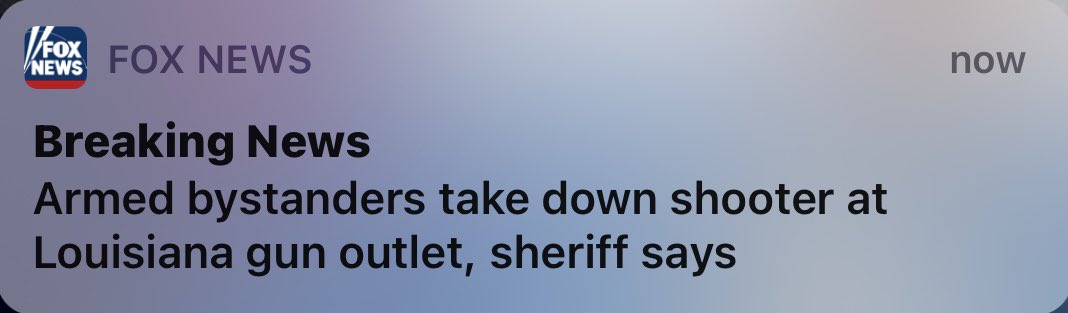 FOX NEWS
FOX NEWS now
Breaking News
Armed bystanders take down shooter at
Louisiana gun outlet, sheriff says